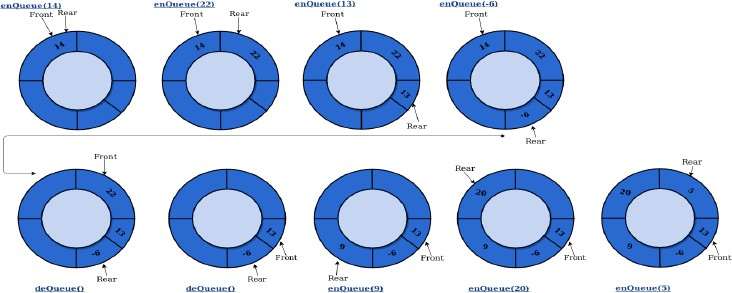 enQueue(14)
Front
Rear
14
enQueue(22)
Front
Rear
14
22
enQueue(13)
Front
14
22
13
Rear
enQueue(-6)
Front
14
22
13
-6
Rear
Front
22
13
-6
Rear
deQueue()
13
-6
Front
Rear
deQueue()
13
-6
9
Front
Rear
enQueue(9)
Rear
20
13
-6
9
Front
enQueue(20)
Rear
20
5
13
-6
9
Front
enQueue(5)